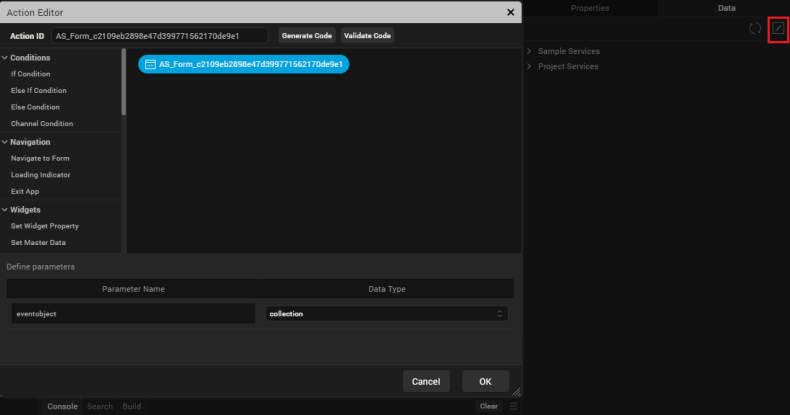 Action Editor
Properties
Data
Action ID
AS_Form_c2109eb2898e47d399771562170de9e1
Generate Code
Validate Code
Conditions
If Condition
Else If Condition
Else Condition
Channel Condition
Navigation
Navigate to Form
Loading Indicator
Exit App
Widgets
Set Widget Property
Set Master Data
AS_Form_c2109eb2898e47d399771562170de9e1
Sample Services
Project Services
Define parameters
Parameter Name
Data Type
eventobject
collection
Cancel
OK
Console
Search
Build
Clear